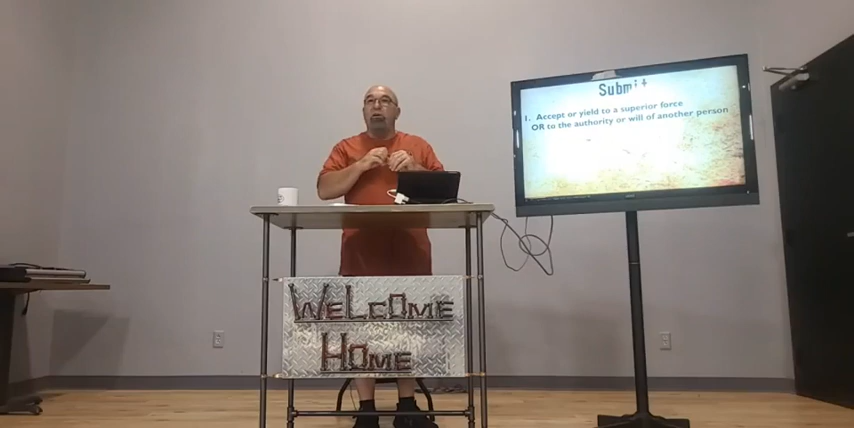 Submit
1. Accept or yield to a superior force
OR to the authority or will of another person
WELCOME
HOME